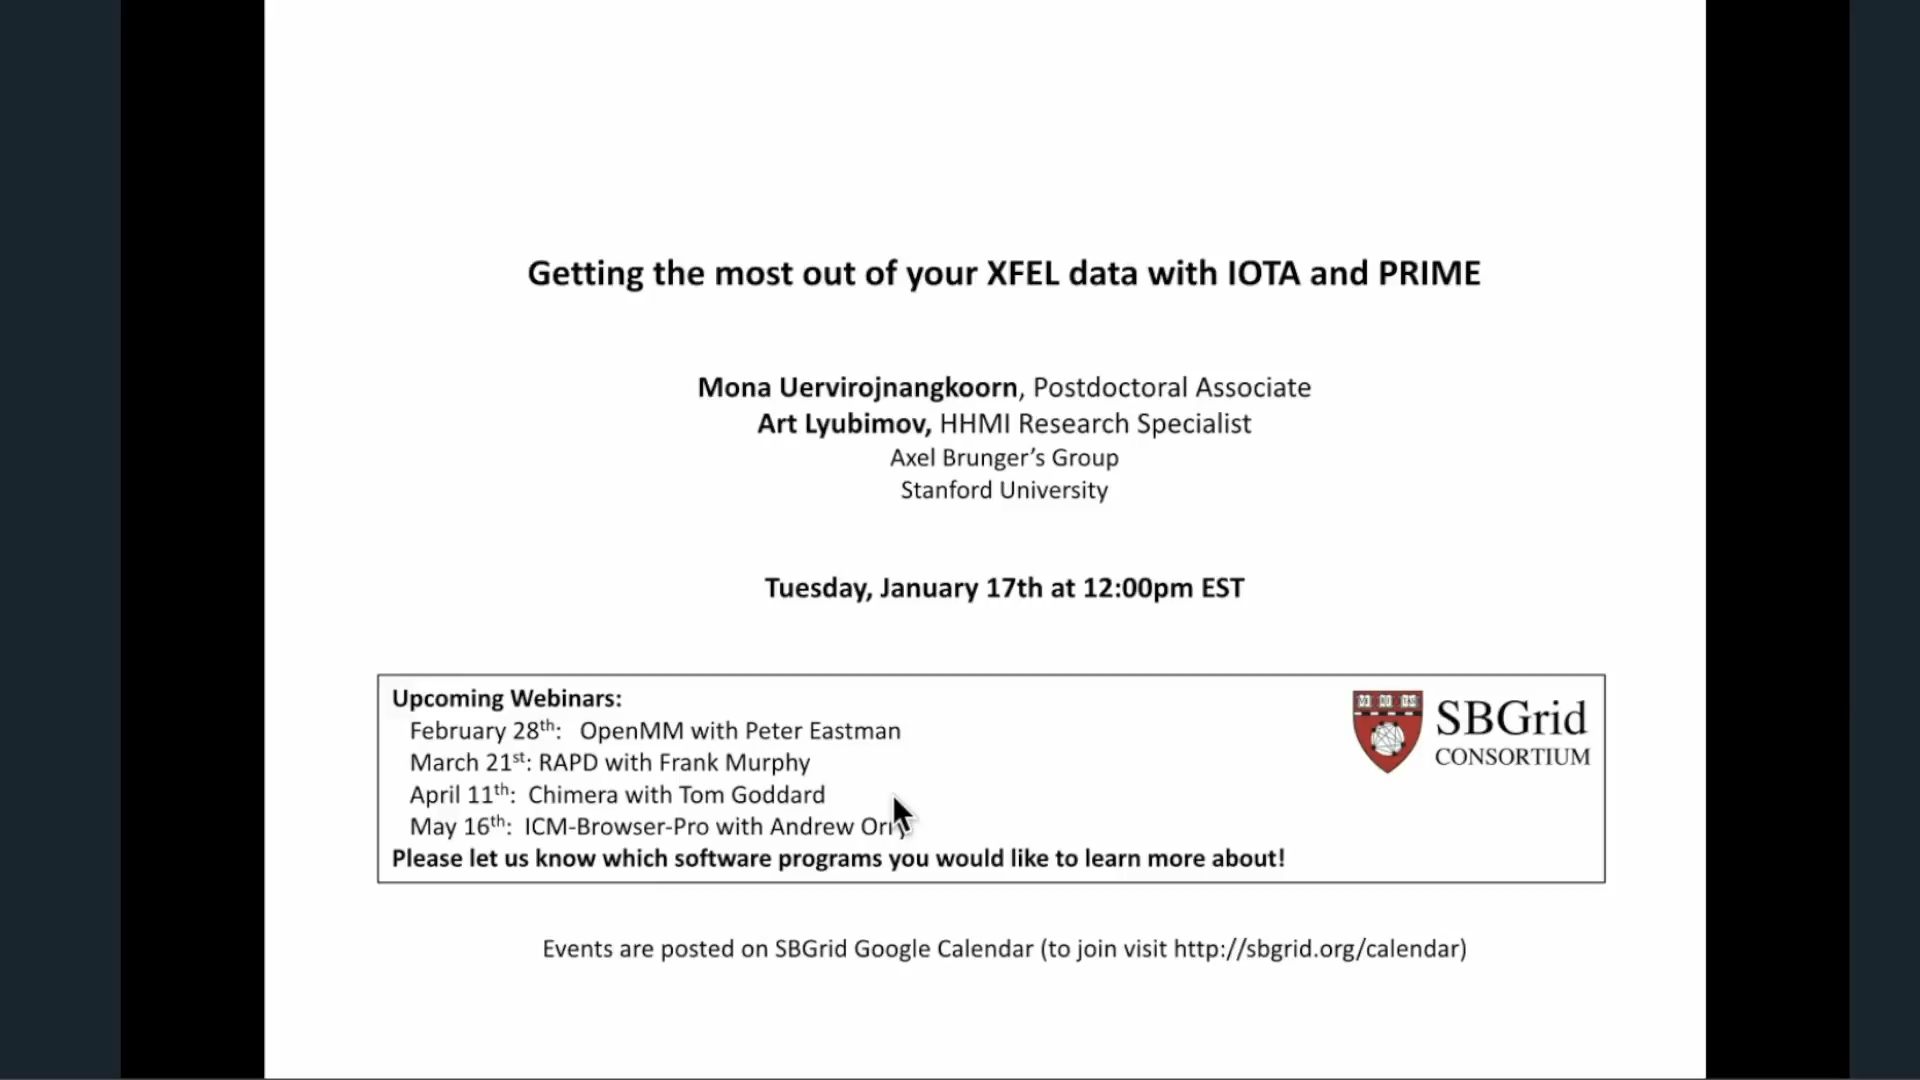 Getting the most out of your XFEL data with IOTA and PRIME
Mona Uervirojnangkoorn, Postdoctoral Associate
Art Lyubimov, HHMI Research Specialist
Axel Brunger’s Group
Stanford University
Tuesday, January 17th at 12:00pm EST
Upcoming Webinars:
February 28th: OpenMM with Peter Eastman
March 21st: RAPD with Frank Murphy
April 11th: Chimera with Tom Goddard
May 16th: ICM-Browser-Pro with Andrew
Please let us know which software programs you would like to learn more about!
SBGrid
CONSORTIUM
Events are posted on SBGrid Google Calendar (to join visit http://sbgrid.org/calendar)